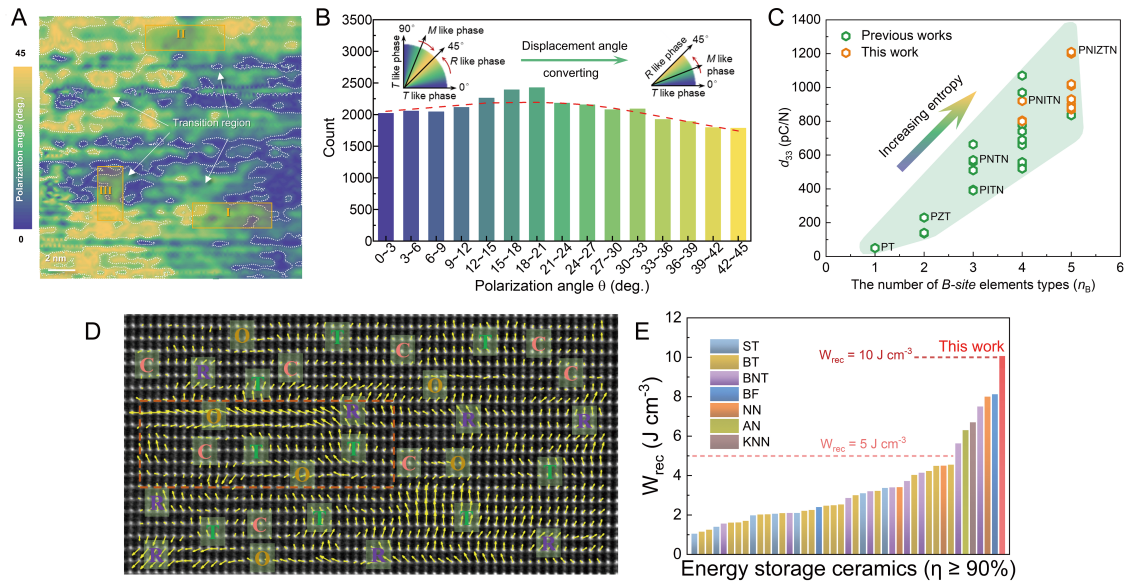 A
45
Polarization angle (deg.)
0
II
Transition region
III
I
2 nm
B
3000
2500
2000
1500
1000
500
0
Count
90°
M like phase
45°
R like phase
T like phase
0°
T like phase
Displacement angle
converting
45°
R like phase
M like phase
0°
T like phase
0~3
3~6
6~9
9~12
12~15
15~18
18~21
21~24
24~27
27~30
30~33
33~36
36~39
39~42
42~45
Polarization angle θ (deg.)
C
1400
1200
1000
800
600
400
200
0
d33 (pC/N)
Previous works
This work
PNIZTN
PNITN
Increasing entropy
PNTN
PITN
PZT
PT
0 1 2 3 4 5 6
The number of B-site elements types (nB)
D
O T C T C
C R C T O
O R R R
C T C O T
O
R T C T T
R O R R
E
12
10
8
6
4
2
0
Wrec (J cm-3)
ST
BT
BNT
BF
NN
AN
KNN
This work
Wrec = 10 J cm-3
Wrec = 5 J cm-3
Energy storage ceramics (η ≥ 90%)